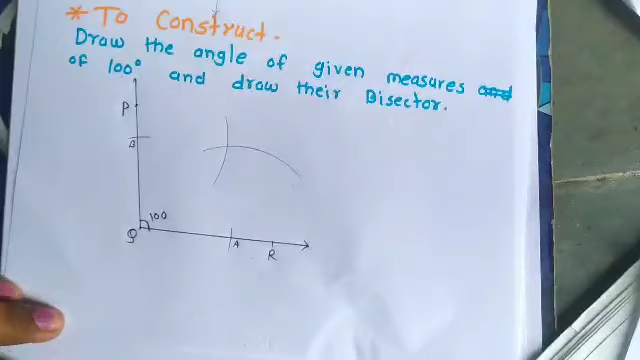 * To Construct.
Draw the angle of given measures and
of 100° and draw their Bisector.
P
B
100
Q
A
R